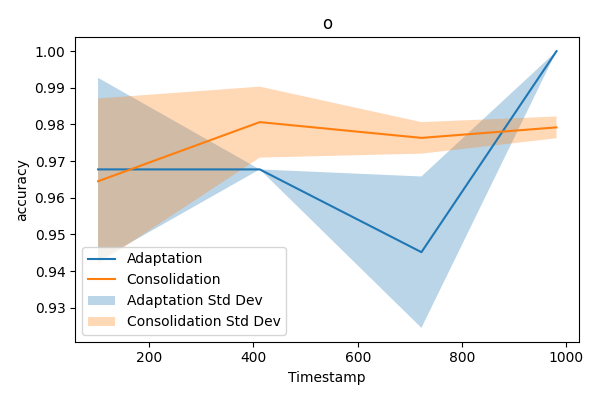 o
1.00
0.99
0.98
0.97
0.96
0.95
0.94
0.93
accuracy
Adaptation
Consolidation
Adaptation Std Dev
Consolidation Std Dev
200
400
600
800
1000
Timestamp